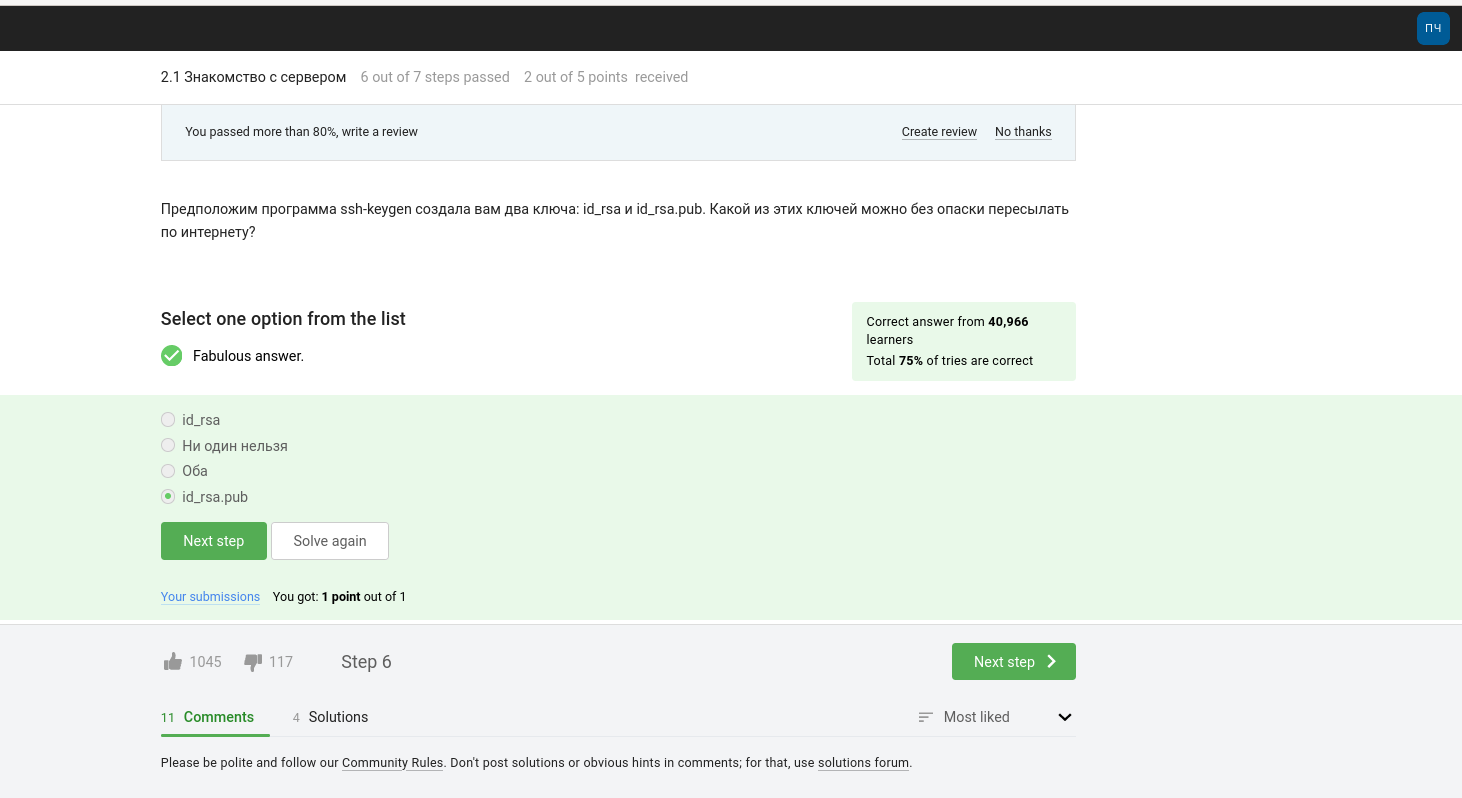 ПЧ
2.1 Знакомство с сервером 6 out of 7 steps passed 2 out of 5 points received
You passed more than 80%, write a review Create review No thanks
Предположим программа ssh-keygen создала вам два ключа: id_rsa и id_rsa.pub. Какой из этих ключей можно без опаски пересылать
по интернету?
Select one option from the list
Fabulous answer.
Correct answer from 40,966
learners
Total 75% of tries are correct
id_rsa
Ни один нельзя
Оба
id_rsa.pub
Next step Solve again
Your submissions You got: 1 point out of 1
1045 117 Step 6 Next step
11 Comments 4 Solutions Most liked
Please be polite and follow our Community Rules. Don't post solutions or obvious hints in comments; for that, use solutions forum.